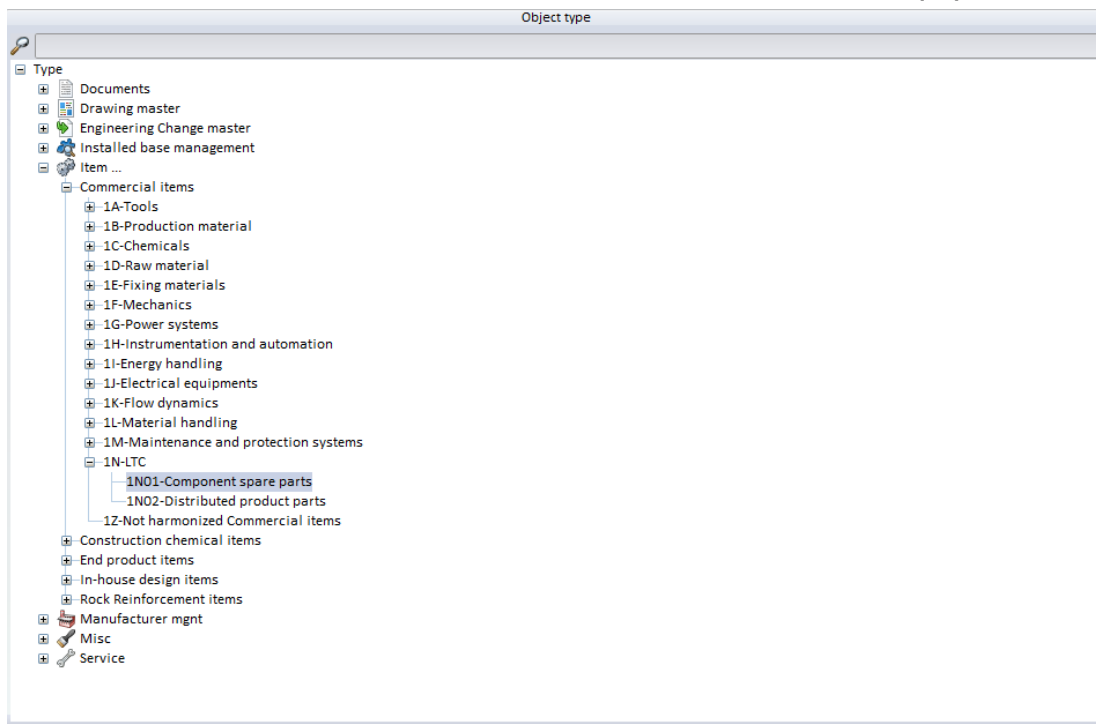 Object type
Type
Documents
Drawing master
Engineering Change master
Installed base management
Item ...
Commercial items
1A-Tools
1B-Production material
1C-Chemicals
1D-Raw material
1E-Fixing materials
1F-Mechanics
1G-Power systems
1H-Instrumentation and automation
1I-Energy handling
1J-Electrical equipments
1K-Flow dynamics
1L-Material handling
1M-Maintenance and protection systems
1N-LTC
1N01-Component spare parts
1N02-Distributed product parts
1Z-Not harmonized Commercial items
Construction chemical items
End product items
In-house design items
Rock Reinforcement items
Manufacturer mgnt
Misc
Service